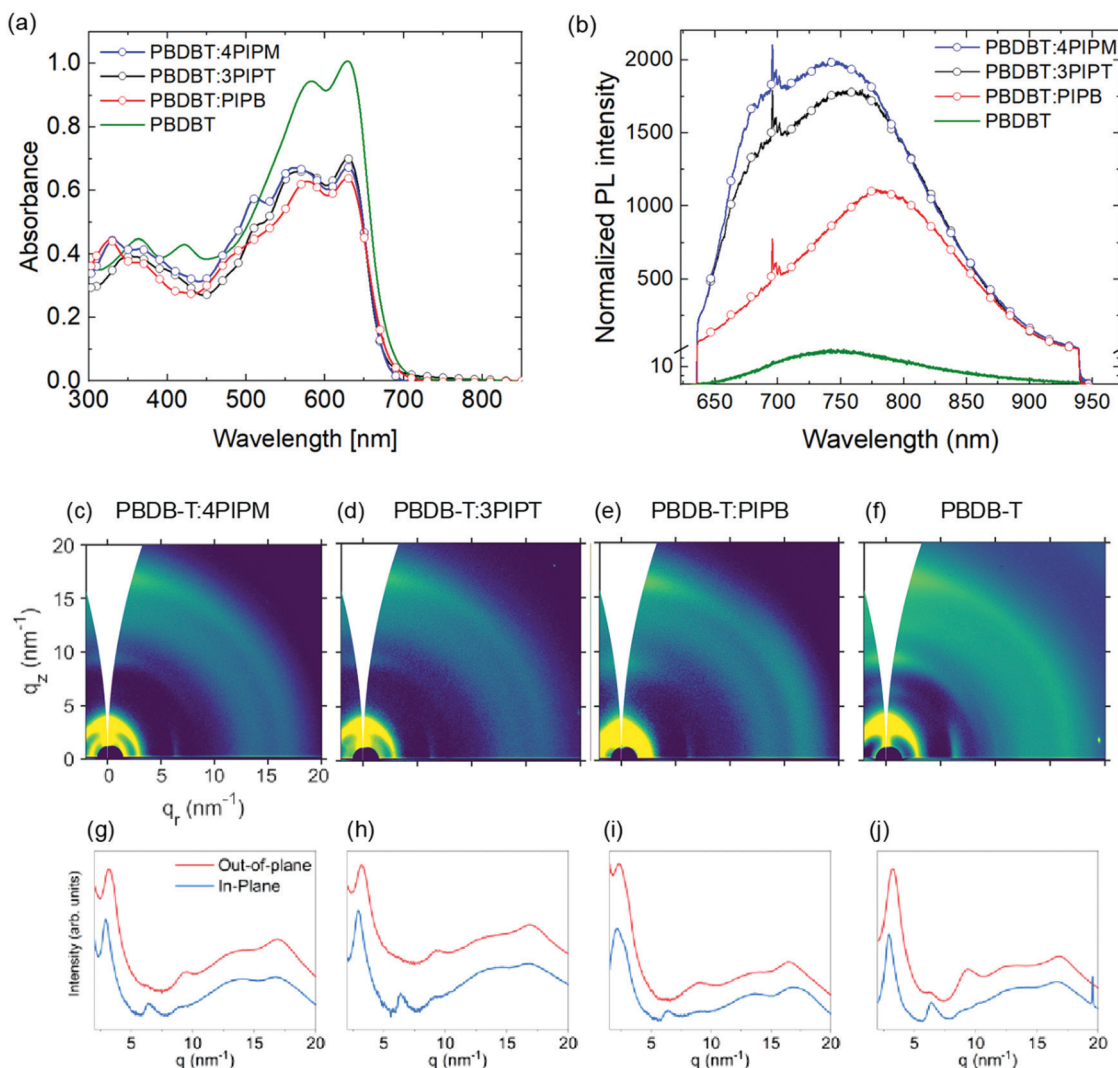 (a)
PBDBT:4PIPM
PBDBT:3PIPT
PBDBT:PIPB
PBDBT
1.0
0.8
0.6
0.4
0.2
0.0
Absorbance
300 400 500 600 700 800
Wavelength [nm]
(b)
PBDBT:4PIPM
PBDBT:3PIPT
PBDBT:PIPB
PBDBT
2000
1750
1500
1250
1000
500
10
Normalized PL intensity
650 700 750 800 850 900 950
Wavelength (nm)
(c) PBDB-T:4PIPM
(d) PBDB-T:3PIPT
(e) PBDB-T:PIPB
(f) PBDB-T
20
15
10
5
0
q_z (nm⁻¹)
0 5 10 15 20
q_r (nm⁻¹)
(g)
Out-of-plane
In-Plane
Intensity (arb. units)
5 10 15 20
q (nm⁻¹)
(h)
5 10 15 20
q (nm⁻¹)
(i)
5 10 15 20
q (nm⁻¹)
(j)
5 10 15 20
q (nm⁻¹)